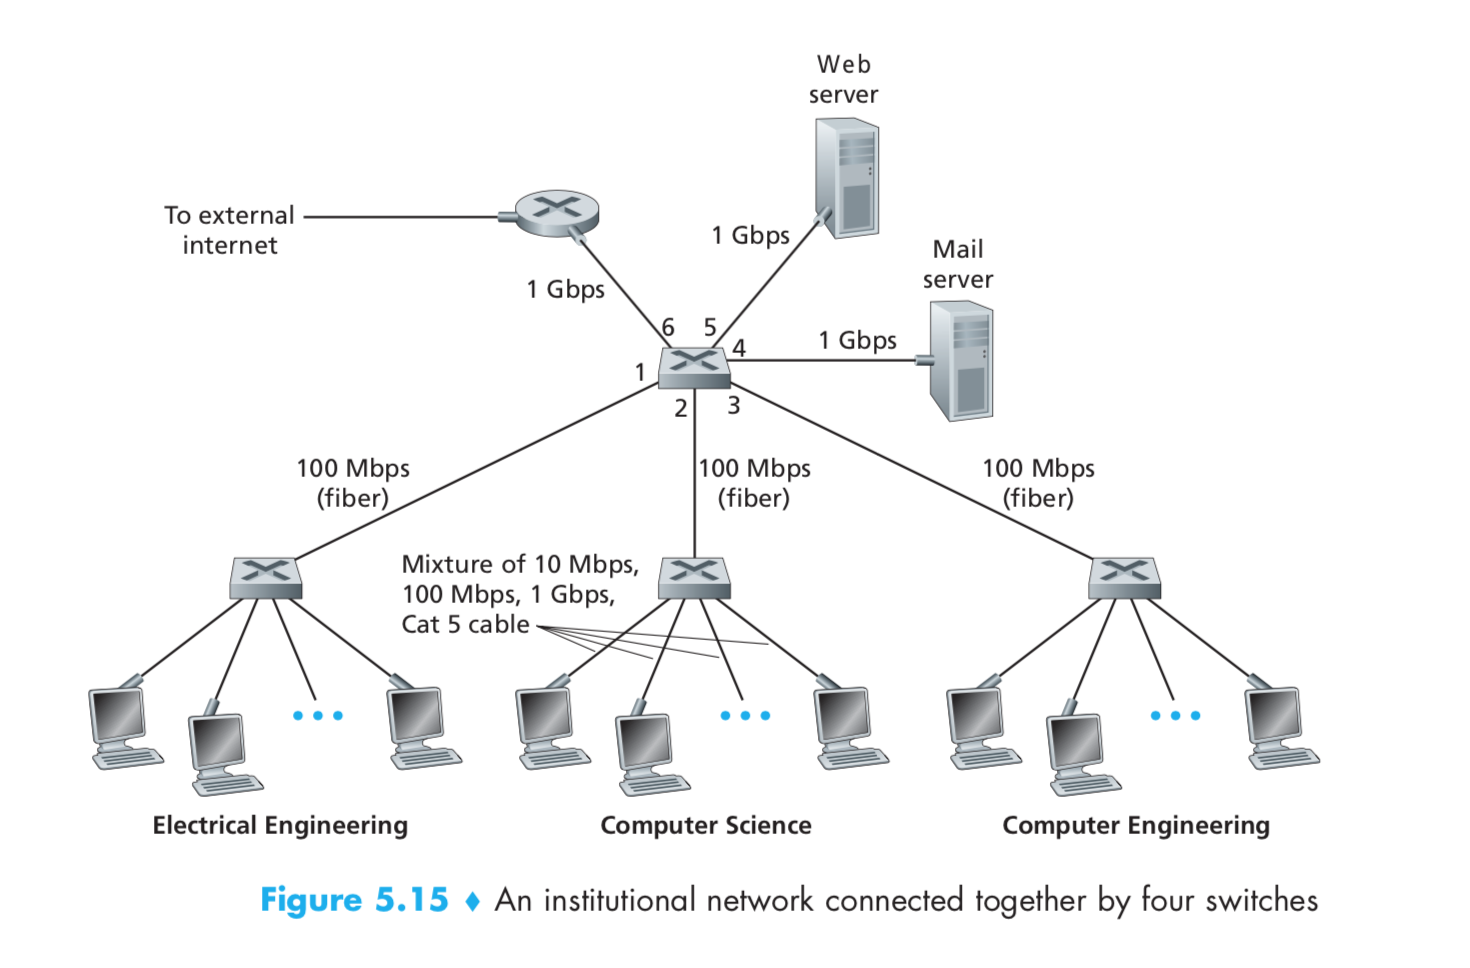 Web
server
To external
internet
1 Gbps
Mail
server
1 Gbps
6
5
4
1 Gbps
1
2
3
100 Mbps
(fiber)
100 Mbps
(fiber)
100 Mbps
(fiber)
Mixture of 10 Mbps,
100 Mbps, 1 Gbps,
Cat 5 cable
Electrical Engineering
Computer Science
Computer Engineering
Figure 5.15 ♦ An institutional network connected together by four switches